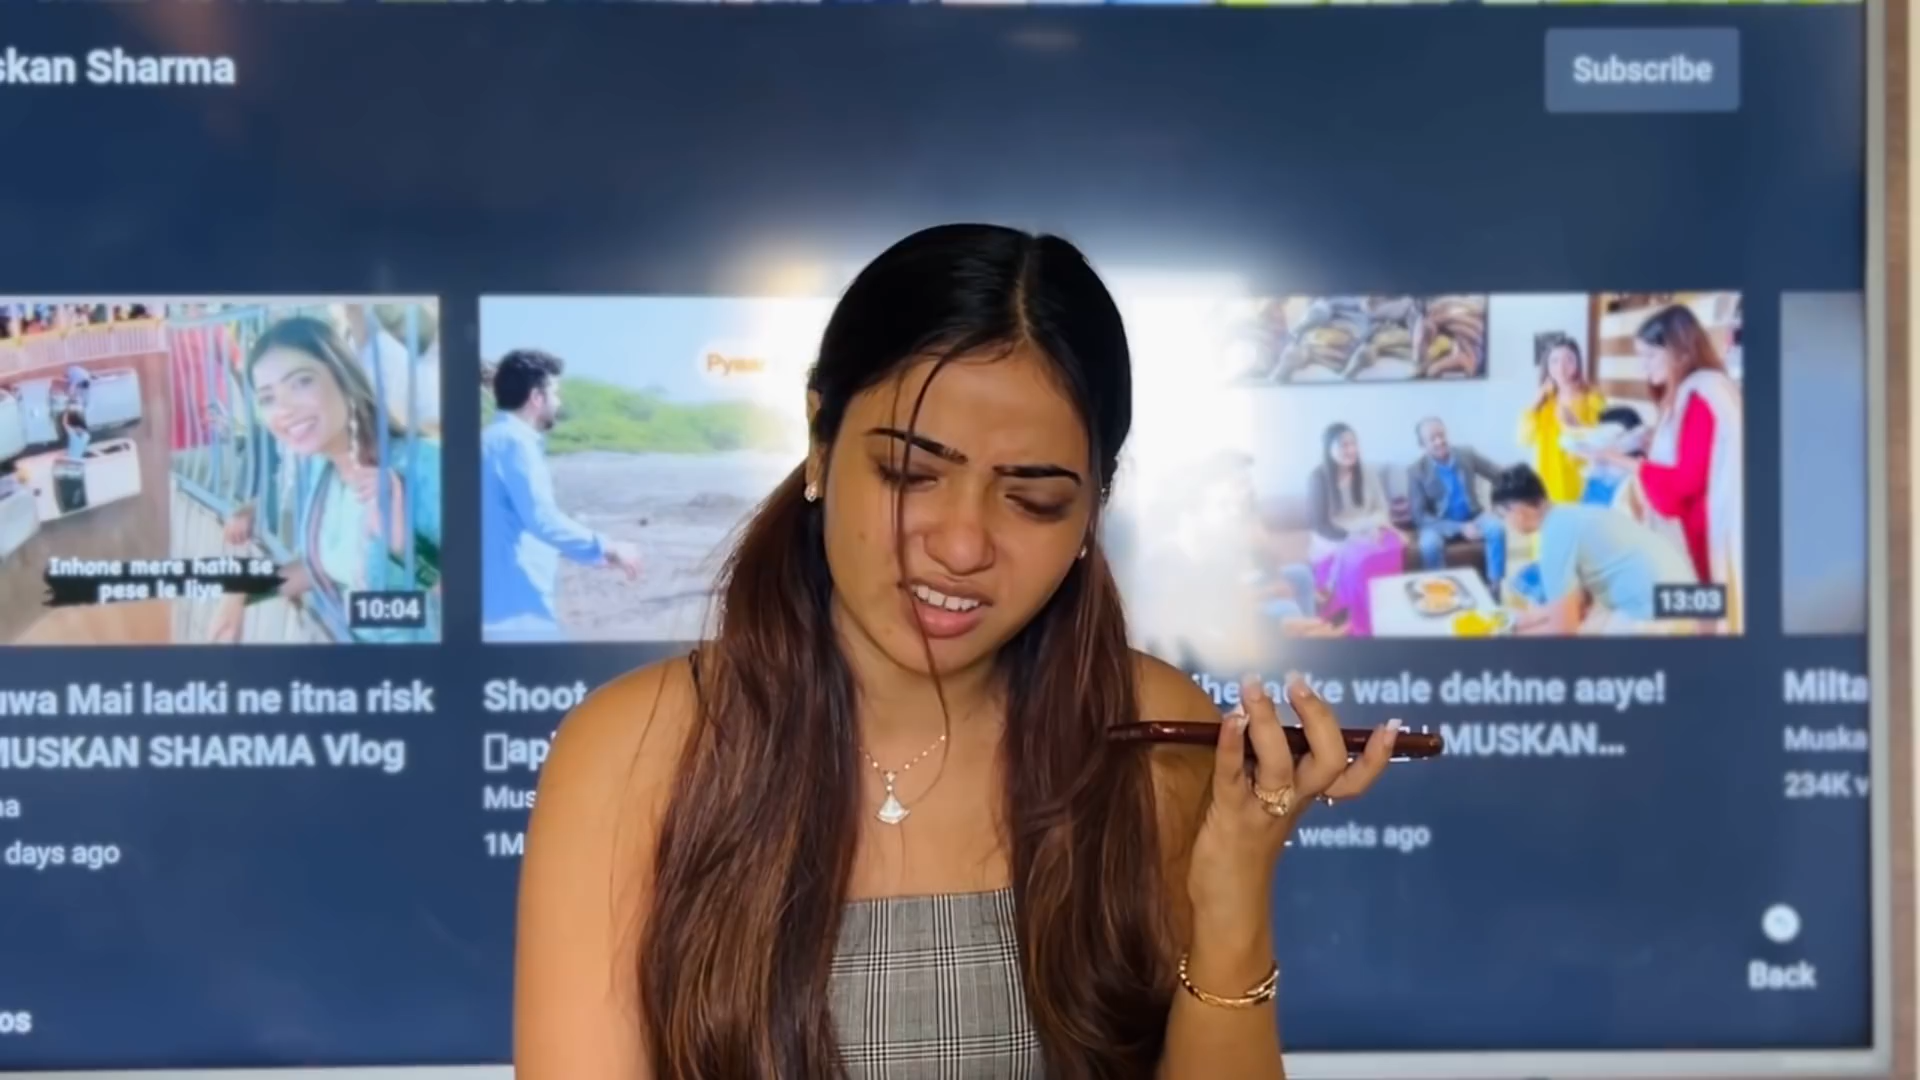 skan Sharma
Subscribe
Inhone mere hath se
pese le liye
10:04
Pyaar
13:03
uwa Mai ladki ne itna risk
MUSKAN SHARMA Vlog
na
days ago
Shoot
Mus
1M
ke wale dekhne aaye!
MUSKAN...
weeks ago
Milta
Muska
234K v
Back
os